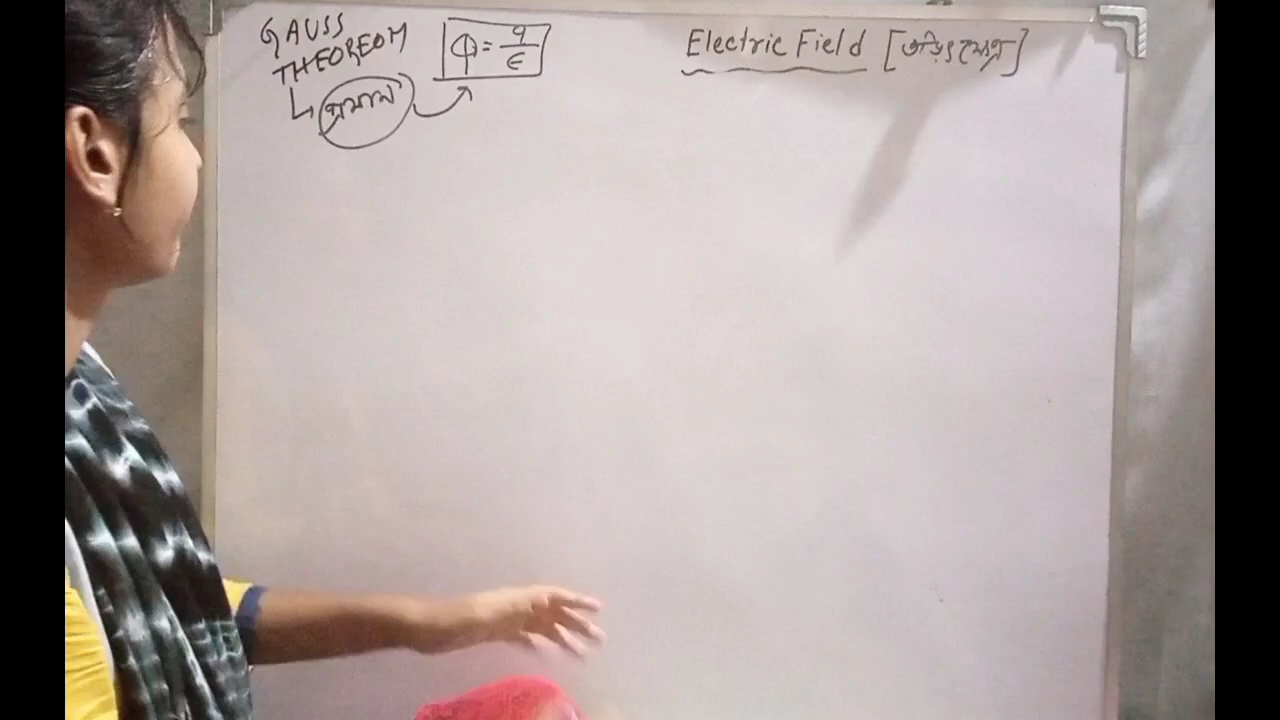 GAUSS
THEOREOM
↳ প্রমাণ
Φ = q/ε
Electric Field [তড়িৎক্ষেত্র]